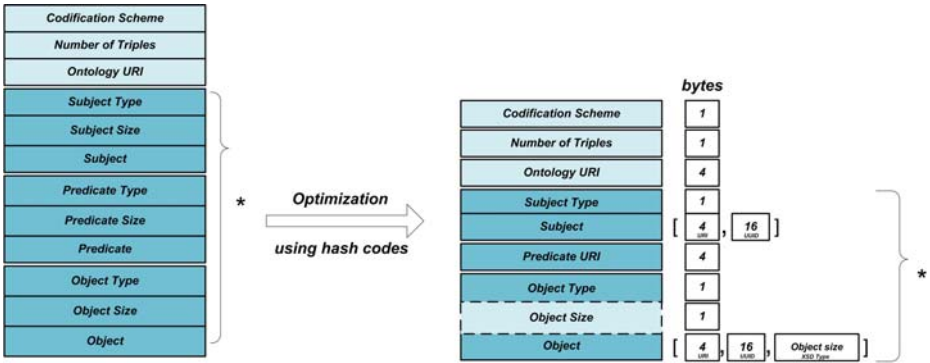 Codification Scheme
Number of Triples
Ontology URI
Subject Type
Subject Size
Subject
Predicate Type
Predicate Size
Predicate
Object Type
Object Size
Object
*
Optimization
using hash codes
bytes
Codification Scheme 1
Number of Triples 1
Ontology URI 4
Subject Type 1
Subject [ 4 URI , 16 UUID ]
Predicate URI 4
Object Type 1
Object Size 1
Object [ 4 URI , 16 UUID , Object size XSD Type ]
*